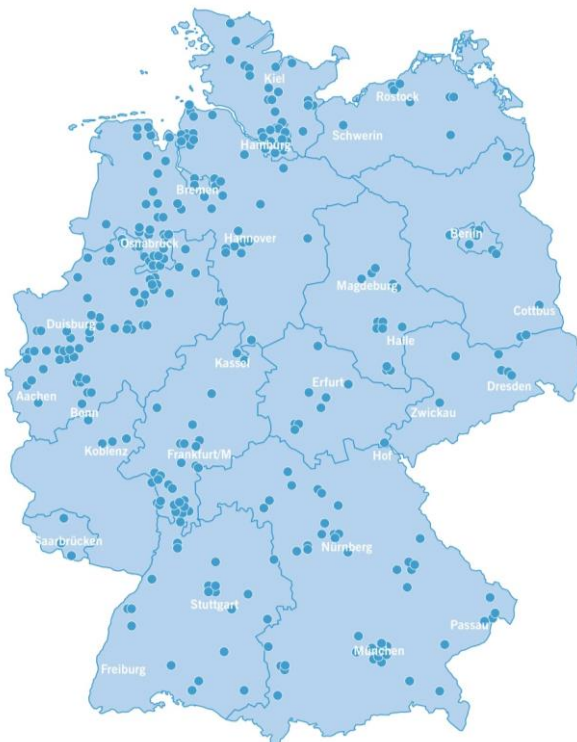 Kiel
Rostock
Schwerin
Hamburg
Bremen
Berlin
Osnabrück
Hannover
Magdeburg
Cottbus
Duisburg
Halle
Kassel
Dresden
Erfurt
Aachen
Bonn
Zwickau
Koblenz
Frankfurt/M
Hof
Saarbrücken
Nürnberg
Stuttgart
Passau
München
Freiburg